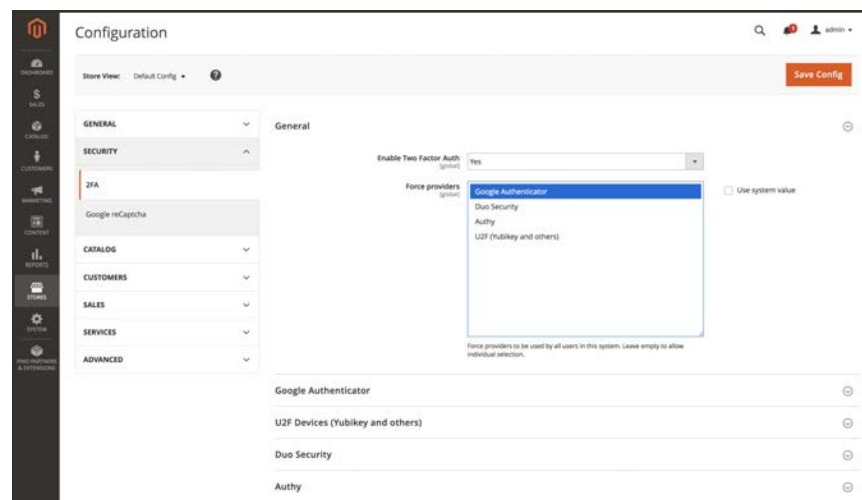 Configuration
admin
DASHBOARD
SALES
CATALOG
CUSTOMERS
MARKETING
CONTENT
REPORTS
STORES
SYSTEM
FIND PARTNERS
& EXTENSIONS
Store View: Default Config
?
Save Config
GENERAL
SECURITY
2FA
Google reCaptcha
CATALOG
CUSTOMERS
SALES
SERVICES
ADVANCED
General
Enable Two Factor Auth
[global]
Yes
Force providers
[global]
Google Authenticator
Duo Security
Authy
U2F (Yubikey and others)
Use system value
Force providers to be used by all users in this system. Leave empty to allow
individual selection.
Google Authenticator
U2F Devices (Yubikey and others)
Duo Security
Authy